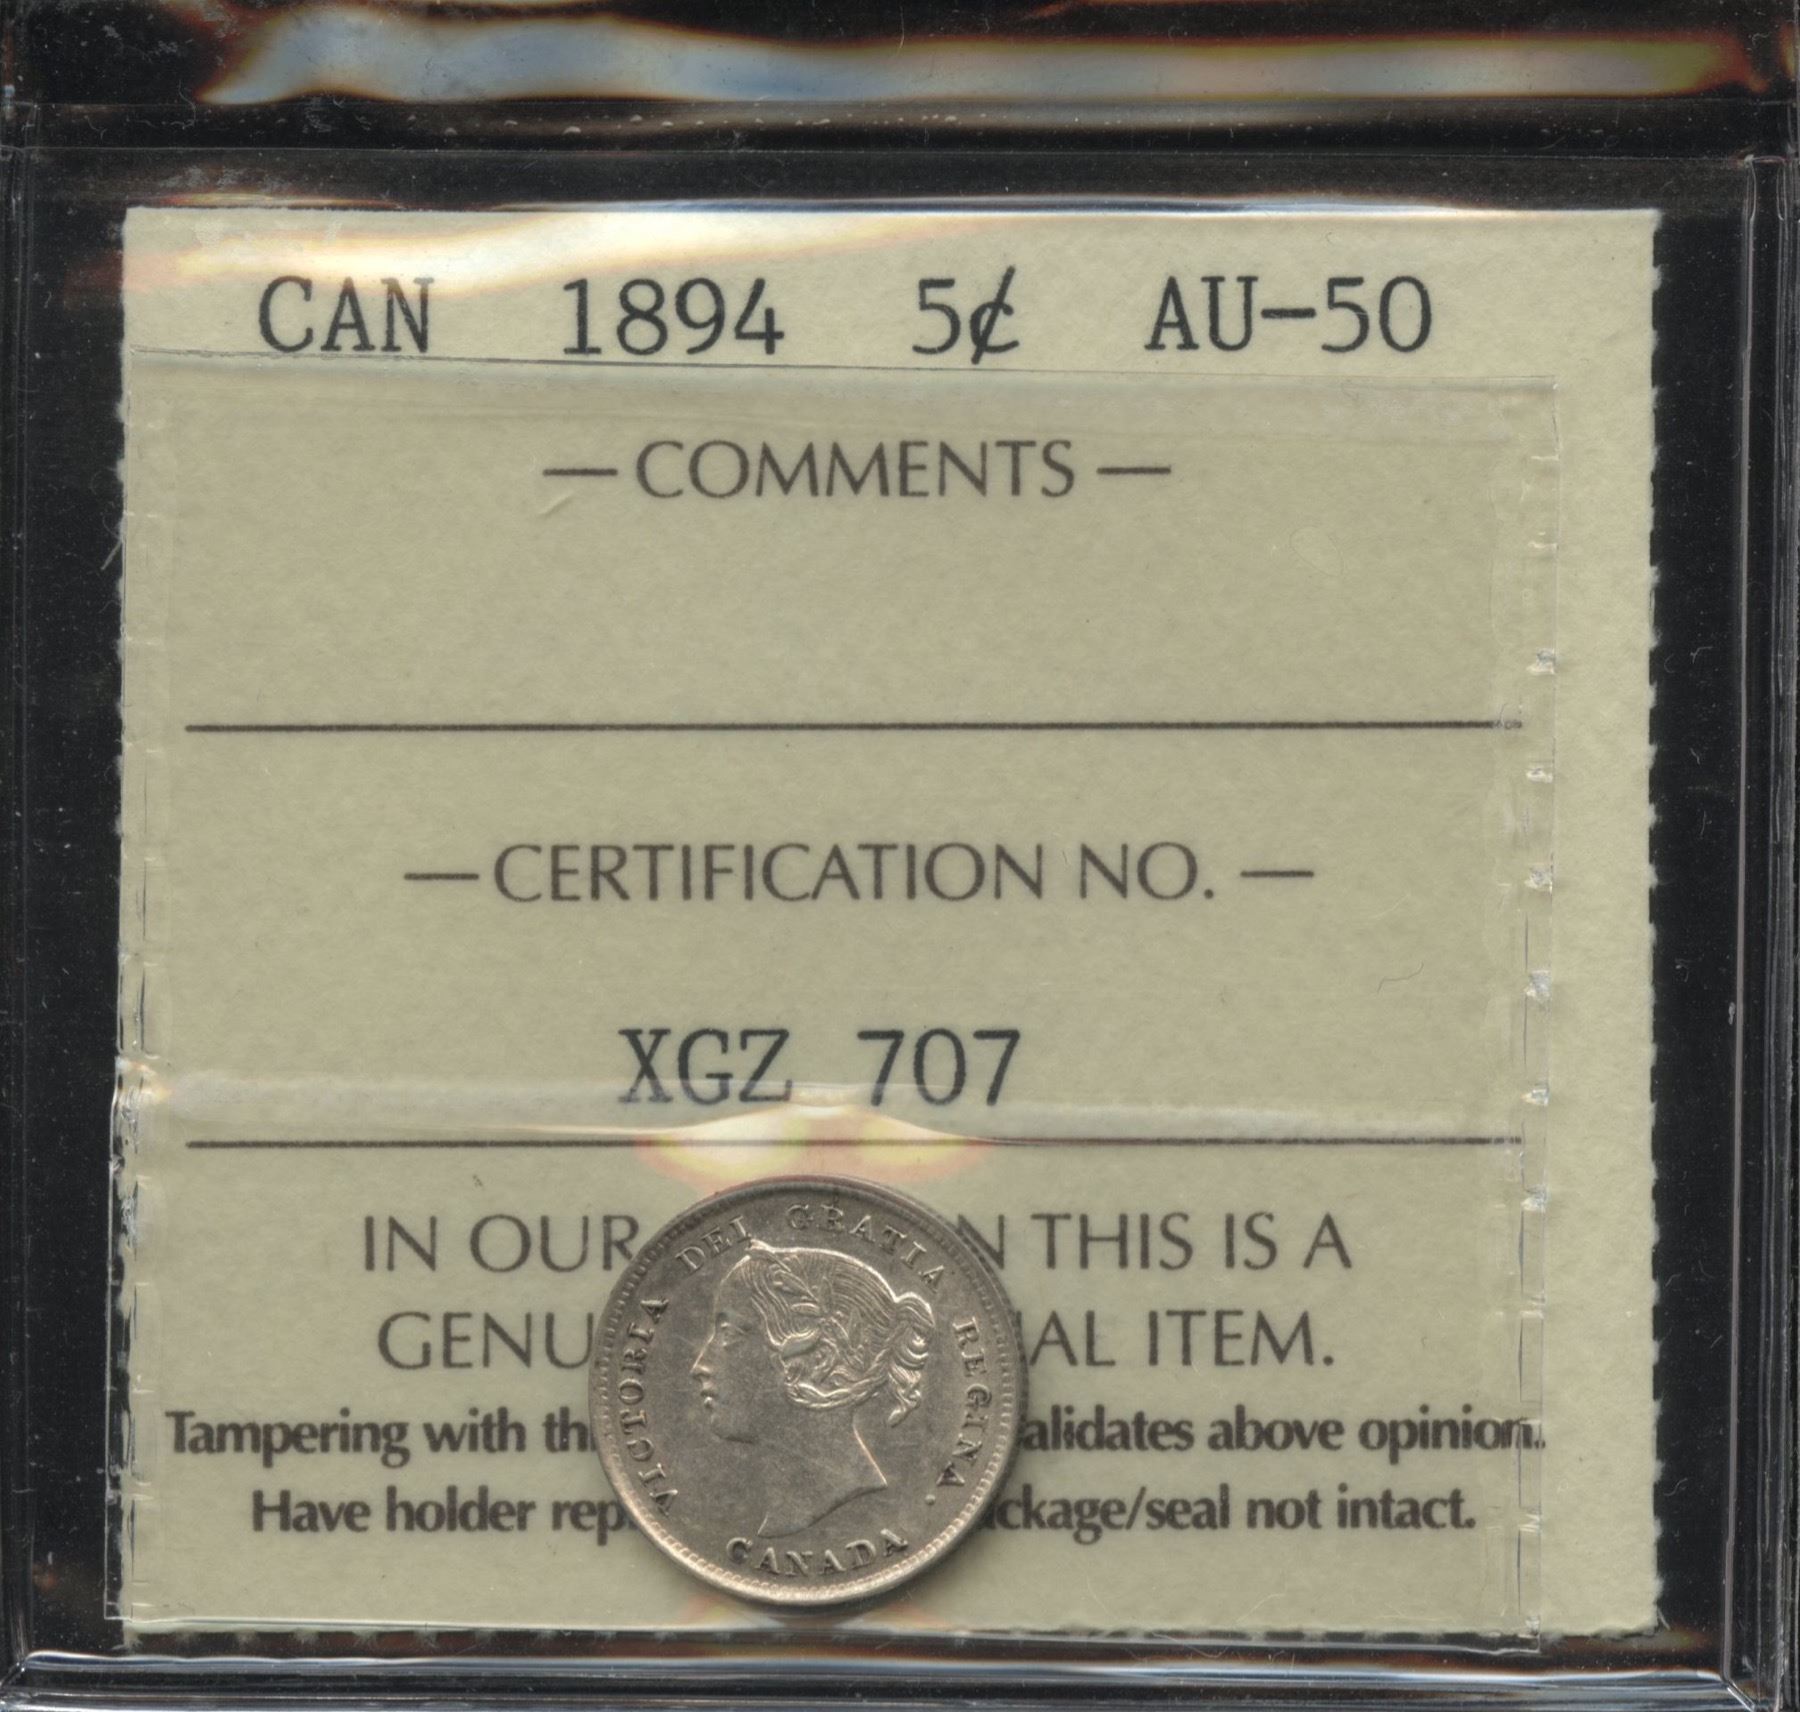 CAN 1894 5¢ AU-50
— COMMENTS —
— CERTIFICATION NO. —
XGZ 707
IN OUR N THIS IS A
GENU AL ITEM.
Tampering with th alidates above opinion.
Have holder rep ckage/seal not intact.
VICTORIA DEI GRATIA REGINA.
CANADA